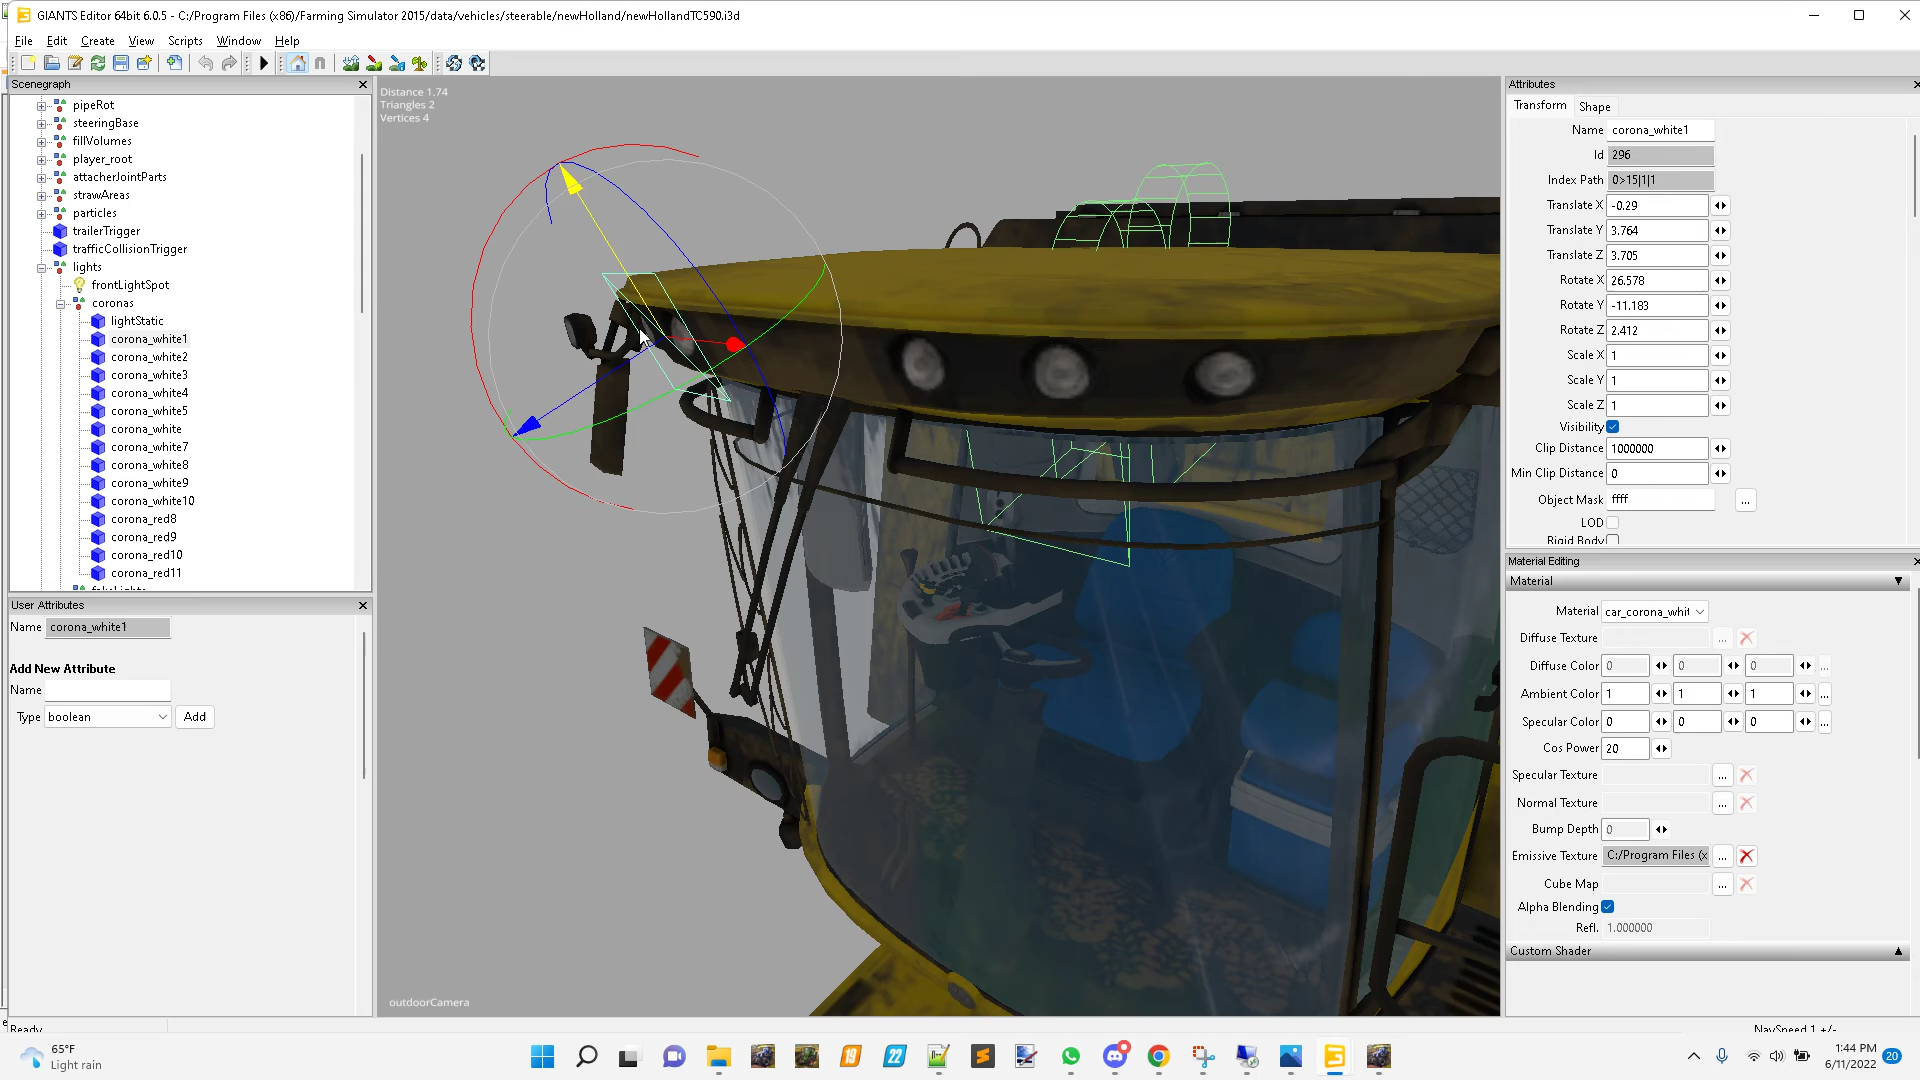 GIANTS Editor 64bit 6.0.5 - C:/Program Files (x86)/Farming Simulator 2015/data/vehicles/steerable/newHolland/newHollandTC590.i3d
File Edit Create View Scripts Window Help
Scenegraph
pipeRot
steeringBase
fillVolumes
player_root
attacherJointParts
strawAreas
particles
trailerTrigger
trafficCollisionTrigger
lights
frontLightSpot
coronas
lightStatic
corona_white1
corona_white2
corona_white3
corona_white4
corona_white5
corona_white
corona_white7
corona_white8
corona_white9
corona_white10
corona_red8
corona_red9
corona_red10
corona_red11
User Attributes
Name corona_white1
Add New Attribute
Name
Type boolean Add
Ready
Distance 1.74
Triangles 2
Vertices 4
outdoorCamera
Attributes
Transform Shape
Name corona_white1
Id 296
Index Path 0>15|1|1
Translate X -0.29
Translate Y 3.764
Translate Z 3.705
Rotate X 26.578
Rotate Y -11.183
Rotate Z 2.412
Scale X 1
Scale Y 1
Scale Z 1
Visibility
Clip Distance 1000000
Min Clip Distance 0
Object Mask ffff ...
LOD
Rigid Body
Material Editing
Material
Material car_corona_whit
Diffuse Texture ...
Diffuse Color 0 0 0 ...
Ambient Color 1 1 1 ...
Specular Color 0 0 0 ...
Cos Power 20
Specular Texture ...
Normal Texture ...
Bump Depth 0
Emissive Texture C:/Program Files (x ...
Cube Map ...
Alpha Blending
Refl. 1.000000
Custom Shader
NavSpeed 1 +/-
65°F
Light rain
19
22
1:44 PM
6/11/2022
20